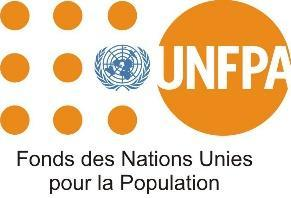 UNFPA
Fonds des Nations Unies
pour la Population